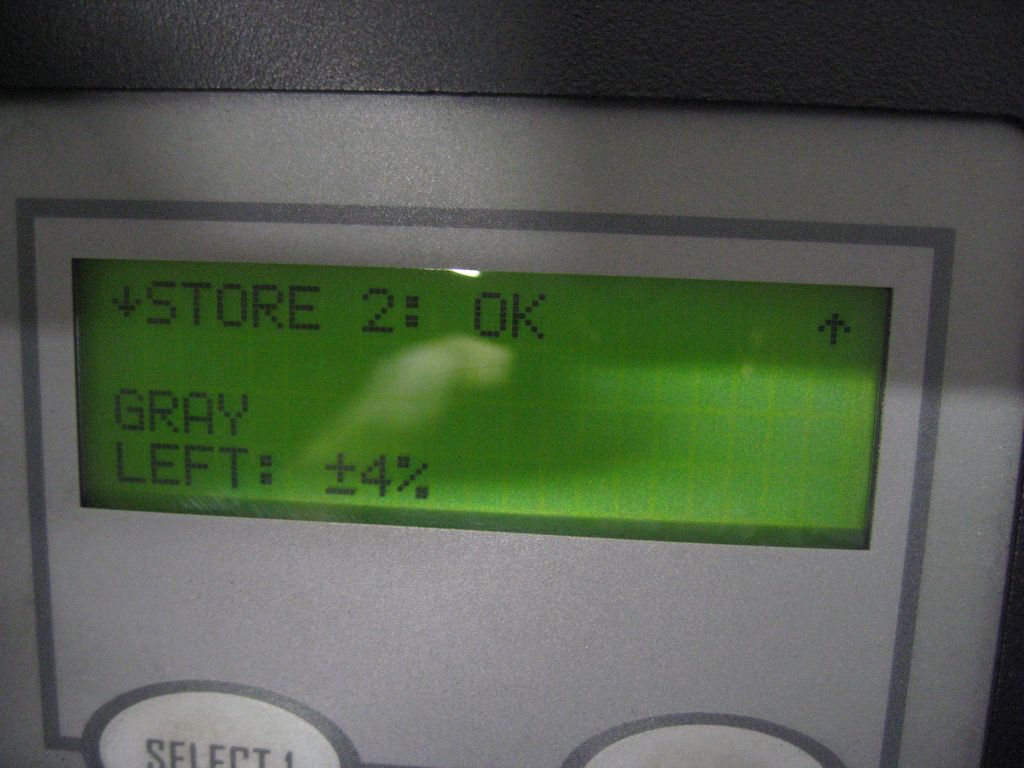 ↓STORE 2: OK ↑
GRAY
LEFT: ±4%
SELECT 1